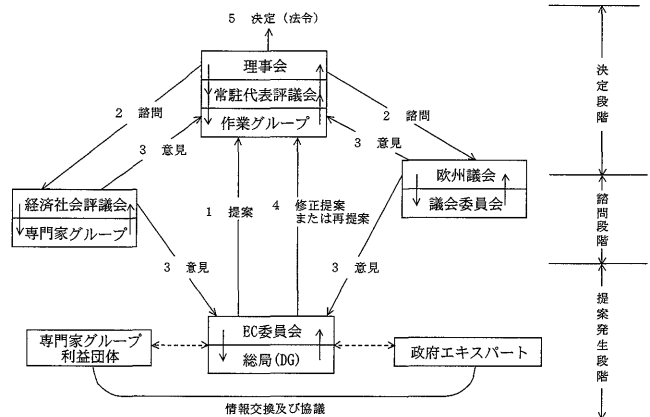 5 決定（法令）
理事会
常駐代表評議会
作業グループ
2 諮問
2 諮問
3 意見
3 意見
欧州議会
議会委員会
経済社会評議会
専門家グループ
1 提案
4 修正提案
または再提案
3 意見
3 意見
EC委員会
総局(DG)
専門家グループ
利益団体
政府エキスパート
情報交換及び協議
決定段階
諮問段階
提案発生段階